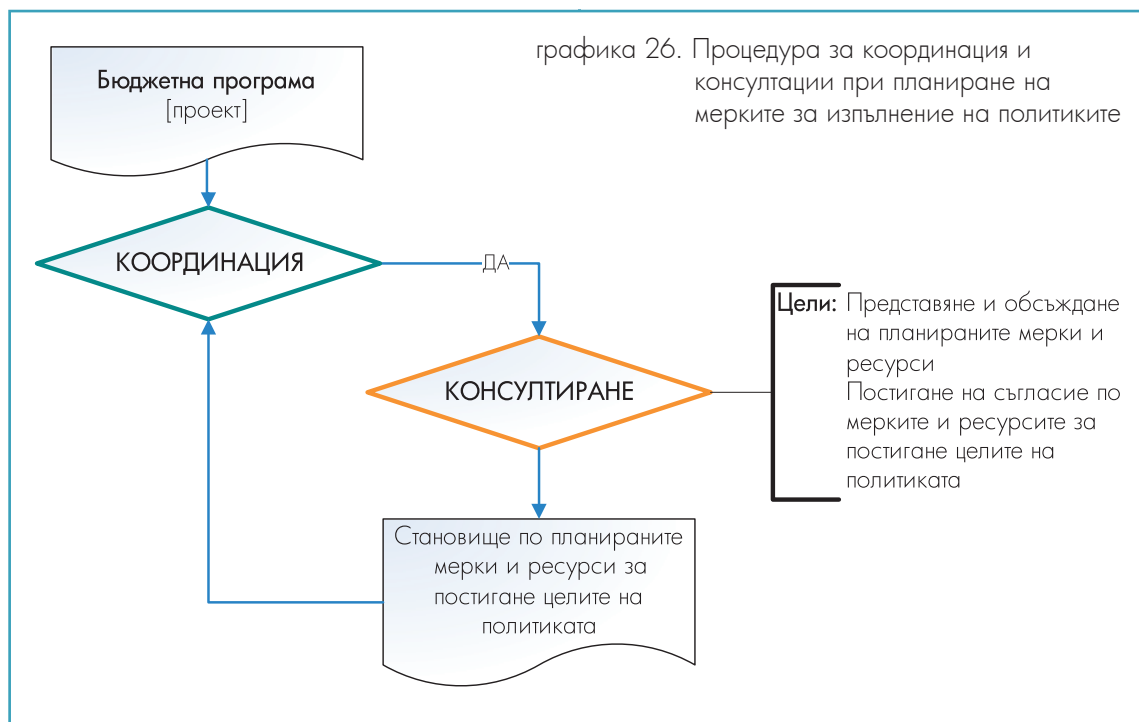 графика 26. Процедура за координация и
консултации при планиране на
мерките за изпълнение на политиките
Бюджетна програма
[проект]
КООРДИНАЦИЯ
ДА
КОНСУЛТИРАНЕ
Цели: Представяне и обсъждане
на планираните мерки и
ресурси
Постигане на съгласие по
мерките и ресурсите за
постигане целите на
политиката
Становище по планираните
мерки и ресурси за
постигане целите на
политиката